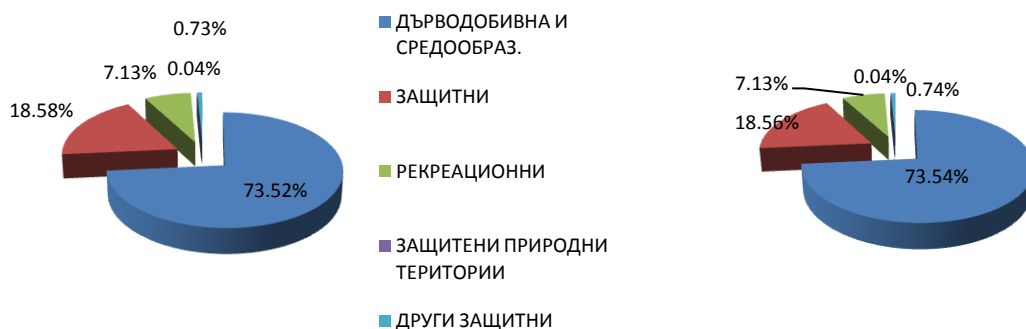 0.73%
7.13%
0.04%
18.58%
73.52%
ДЪРВОДОБИВНА И
СРЕДООБРАЗ.
ЗАЩИТНИ
РЕКРЕАЦИОННИ
ЗАЩИТЕНИ ПРИРОДНИ
ТЕРИТОРИИ
ДРУГИ ЗАЩИТНИ
7.13%
0.04%
0.74%
18.56%
73.54%